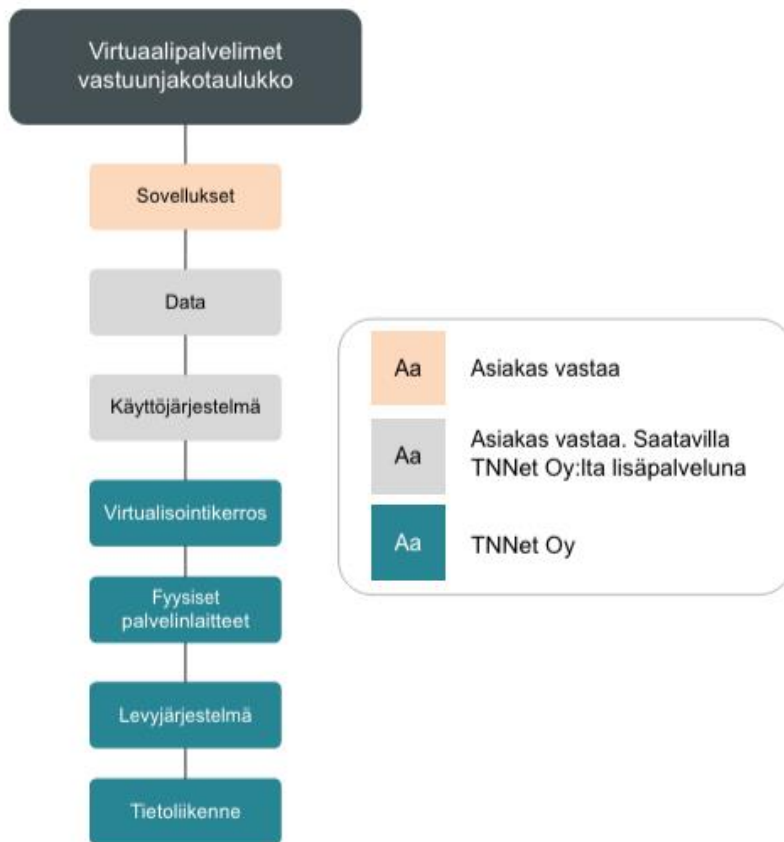 Virtuaalipalvelimet
vastuunjakotaulukko
Sovellukset
Data
Käyttöjärjestelmä
Virtualisointikerros
Fyysiset
palvelinlaitteet
Levyjärjestelmä
Tietoliikenne
Aa
Asiakas vastaa
Aa
Asiakas vastaa. Saatavilla
TNNet Oy:lta lisäpalveluna
Aa
TNNet Oy